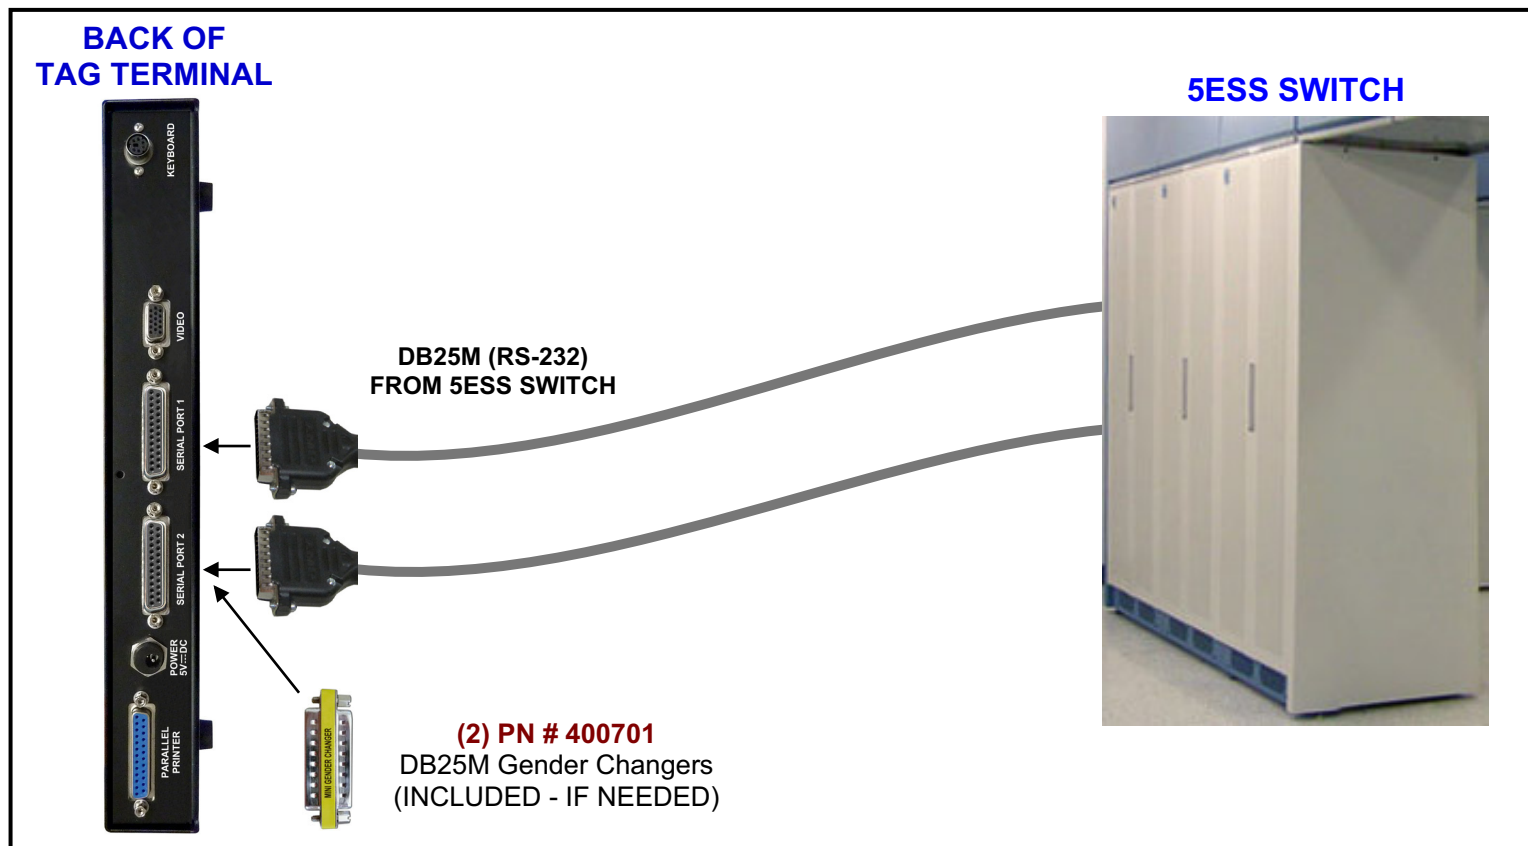 BACK OF
TAG TERMINAL
5ESS SWITCH
KEYBOARD
VIDEO
DB25M (RS-232)
FROM 5ESS SWITCH
SERIAL PORT 1
SERIAL PORT 2
POWER
5V⎓DC
PARALLEL
PRINTER
MINI GENDER CHANGER
(2) PN # 400701
DB25M Gender Changers
(INCLUDED - IF NEEDED)